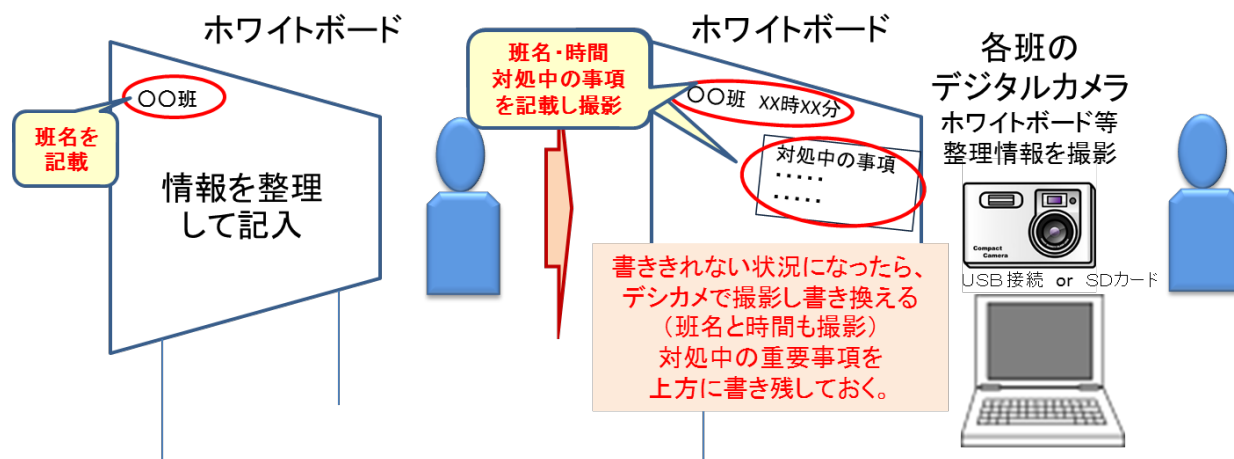 ホワイトボード
〇〇班
班名を
記載
情報を整理
して記入
ホワイトボード
班名・時間
対処中の事項
を記載し撮影
〇〇班 XX時XX分
対処中の事項
・・・・・
・・・・・
書ききれない状況になったら、
デシカメで撮影し書き換える
（班名と時間も撮影）
対処中の重要事項を
上方に書き残しておく。
各班の
デジタルカメラ
ホワイトボード等
整理情報を撮影
Compact
Camera
USB接続 or SDカード